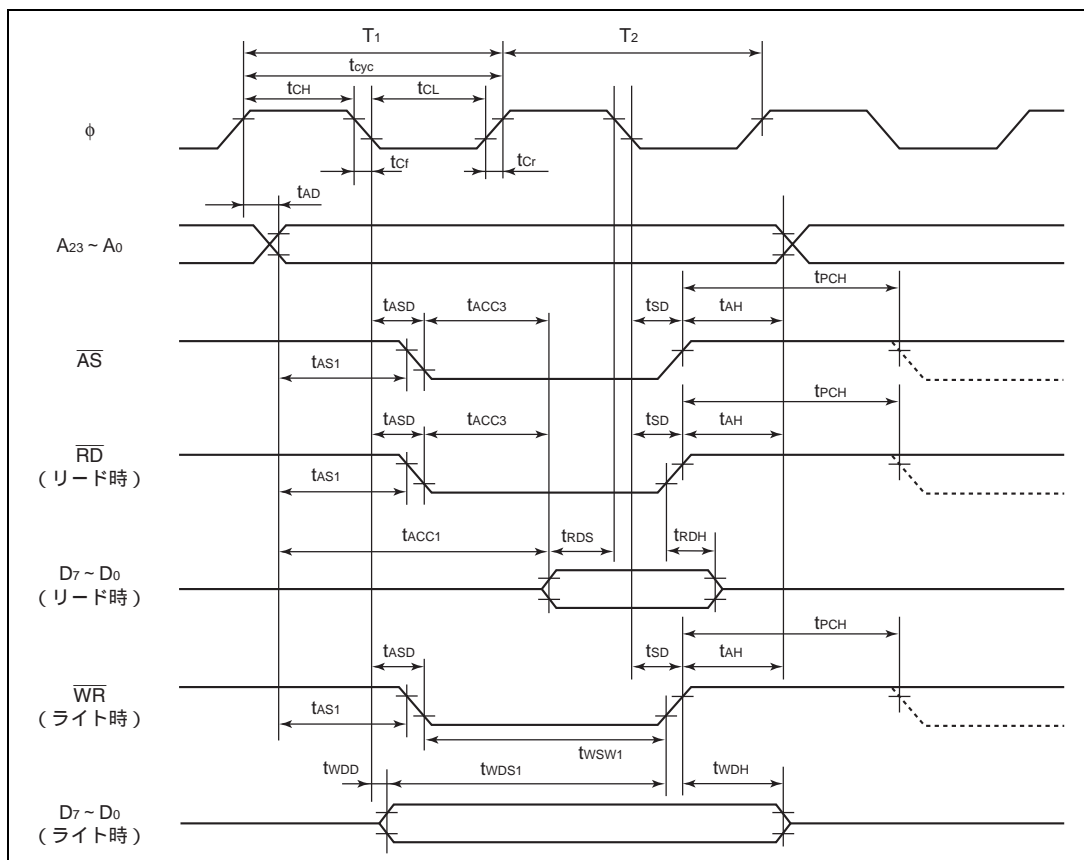 T1 T2
tcyc
tCH tCL
φ
tCf tCr
tAD
A23 ~ A0
tPCH
tASD tACC3 tSD tAH
AS
tAS1
tPCH
tASD tACC3 tSD tAH
RD
(リード時)
tAS1
tACC1 tRDS tRDH
D7 ~ D0
(リード時)
tPCH
tASD tSD tAH
WR
(ライト時)
tAS1
tWSW1
tWDD tWDS1 tWDH
D7 ~ D0
(ライト時)